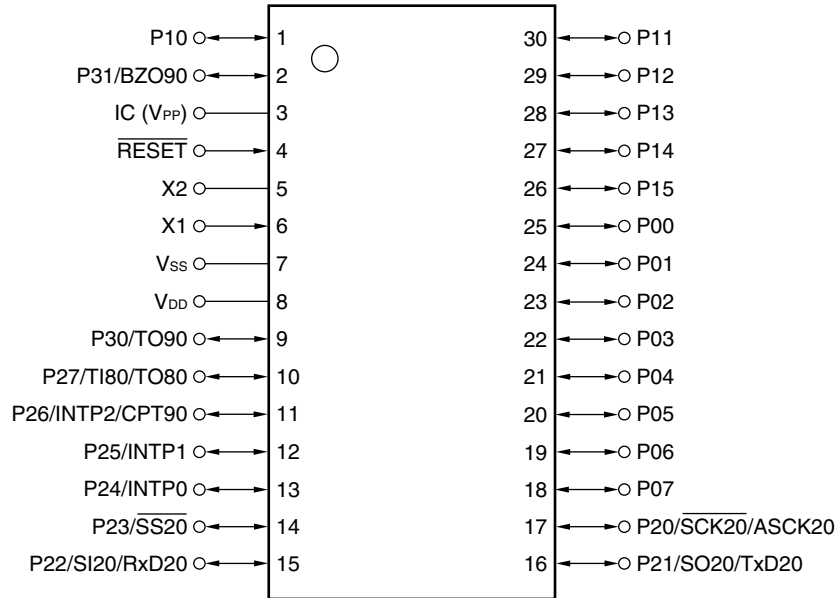 P10 1 30 P11
P31/BZO90 2 29 P12
IC (VPP) 3 28 P13
RESET 4 27 P14
X2 5 26 P15
X1 6 25 P00
VSS 7 24 P01
VDD 8 23 P02
P30/TO90 9 22 P03
P27/TI80/TO80 10 21 P04
P26/INTP2/CPT90 11 20 P05
P25/INTP1 12 19 P06
P24/INTP0 13 18 P07
P23/SS20 14 17 P20/SCK20/ASCK20
P22/SI20/RxD20 15 16 P21/SO20/TxD20